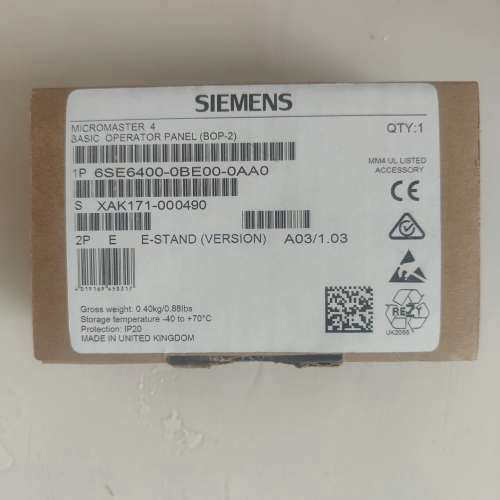 SIEMENS
MICROMASTER 4
BASIC OPERATOR PANEL (BOP-2)
QTY:1
1P 6SE6400-0BE00-0AA0
MM4 UL LISTED
ACCESSORY
S XAK171-000490
2P E E-STAND (VERSION) A03/1.03
Gross weight: 0.40kg/0.88lbs
Storage temperature -40 to +70°C
Protection: IP20
MADE IN UNITED KINGDOM
CE
REZY